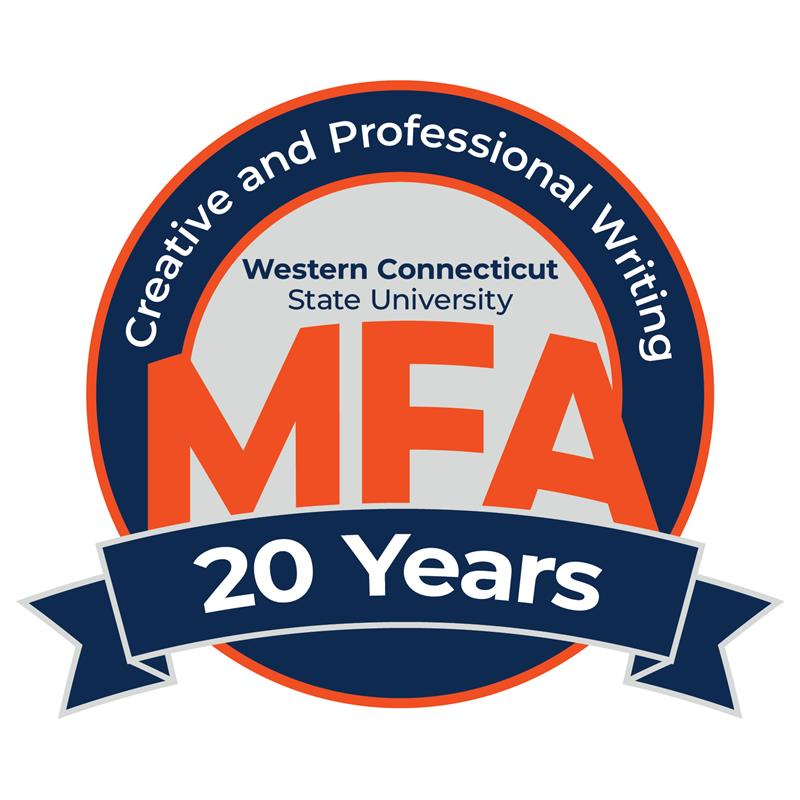 Creative and Professional Writing
Western Connecticut
State University
MFA
20 Years